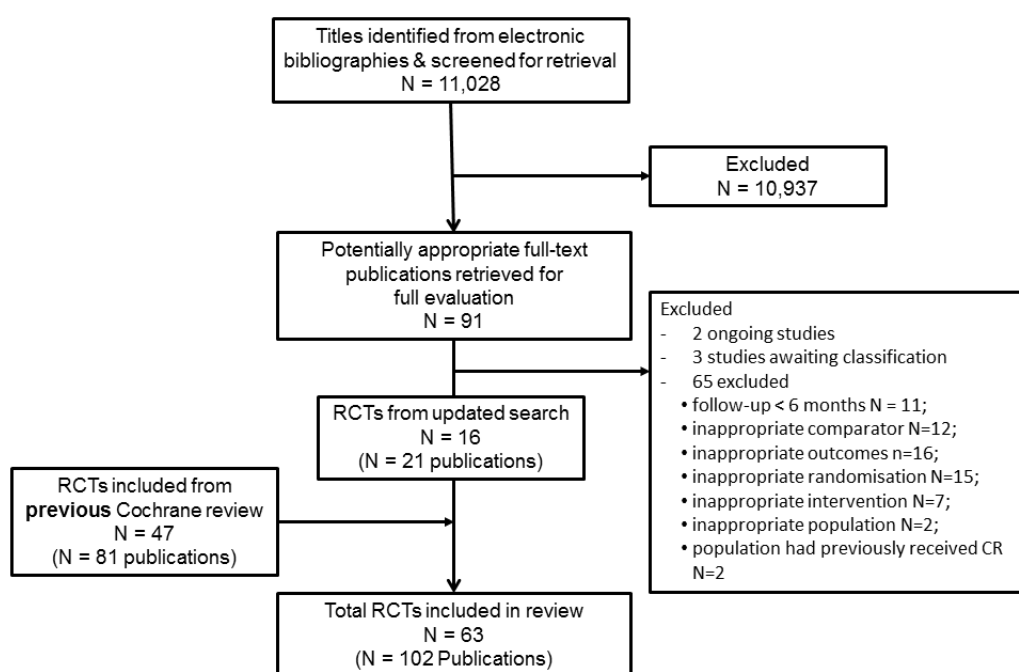 Titles identified from electronic
bibliographies & screened for retrieval
N = 11,028
Excluded
N = 10,937
Potentially appropriate full-text
publications retrieved for
full evaluation
N = 91
Excluded
- 2 ongoing studies
- 3 studies awaiting classification
- 65 excluded
• follow-up < 6 months N = 11;
• inappropriate comparator N=12;
• inappropriate outcomes n=16;
• inappropriate randomisation N=15;
• inappropriate intervention N=7;
• inappropriate population N=2;
• population had previously received CR
N=2
RCTs from updated search
N = 16
(N = 21 publications)
RCTs included from
previous Cochrane review
N = 47
(N = 81 publications)
Total RCTs included in review
N = 63
(N = 102 Publications)